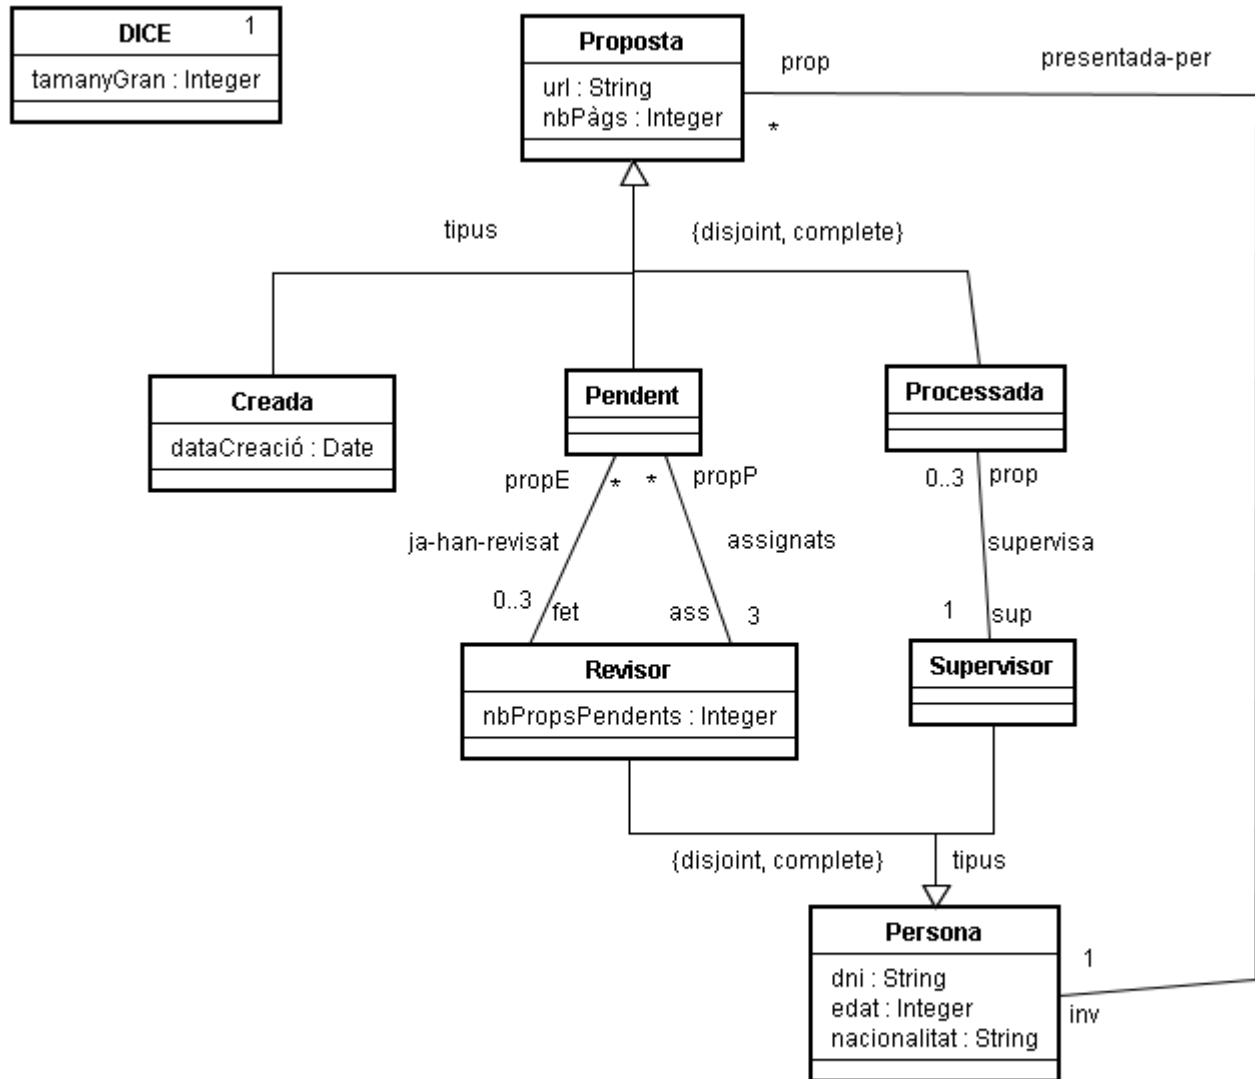 DICE 1
tamanyGran : Integer
Proposta
url : String
nbPàgs : Integer
prop
presentada-per
*
tipus
{disjoint, complete}
Creada
dataCreació : Date
Pendent
Processada
propE * * propP
0..3 prop
ja-han-revisat
assignats
supervisa
0..3 fet
ass 3
1 sup
Revisor
nbPropsPendents : Integer
Supervisor
{disjoint, complete} tipus
Persona
dni : String
edat : Integer
nacionalitat : String
1
inv